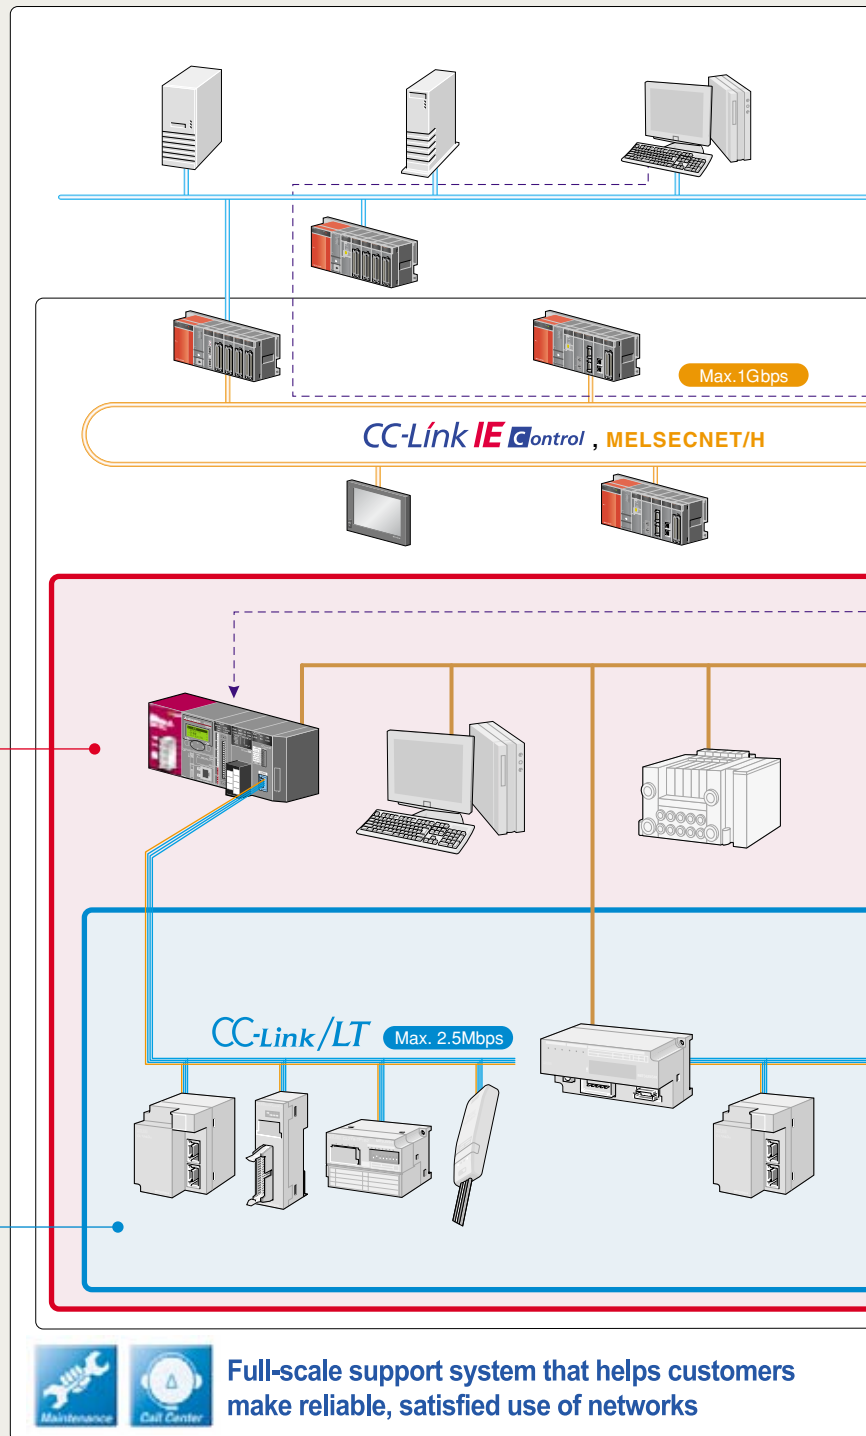 Max.1Gbps
CC-Link IE Control , MELSECNET/H
CC-Link/LT Max. 2.5Mbps
Maintenance
Call Center
Full-scale support system that helps customers
make reliable, satisfied use of networks